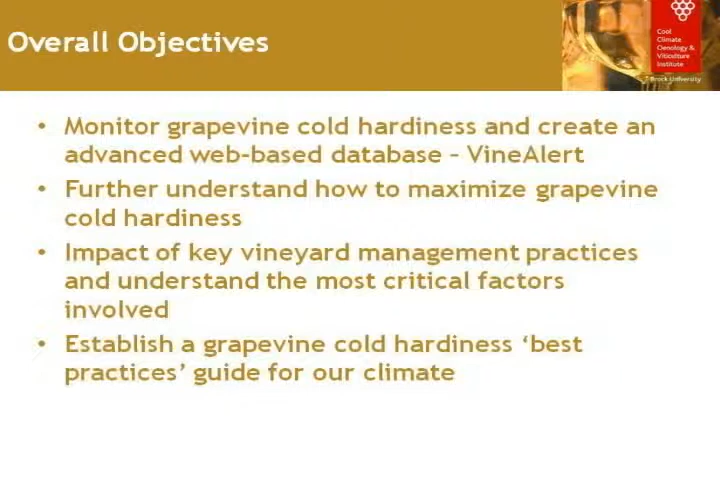 Overall Objectives
Cool
Climate
Oenology &
Viticulture
Institute
Brock University
• Monitor grapevine cold hardiness and create an
advanced web-based database – VineAlert
• Further understand how to maximize grapevine
cold hardiness
• Impact of key vineyard management practices
and understand the most critical factors
involved
• Establish a grapevine cold hardiness ‘best
practices’ guide for our climate